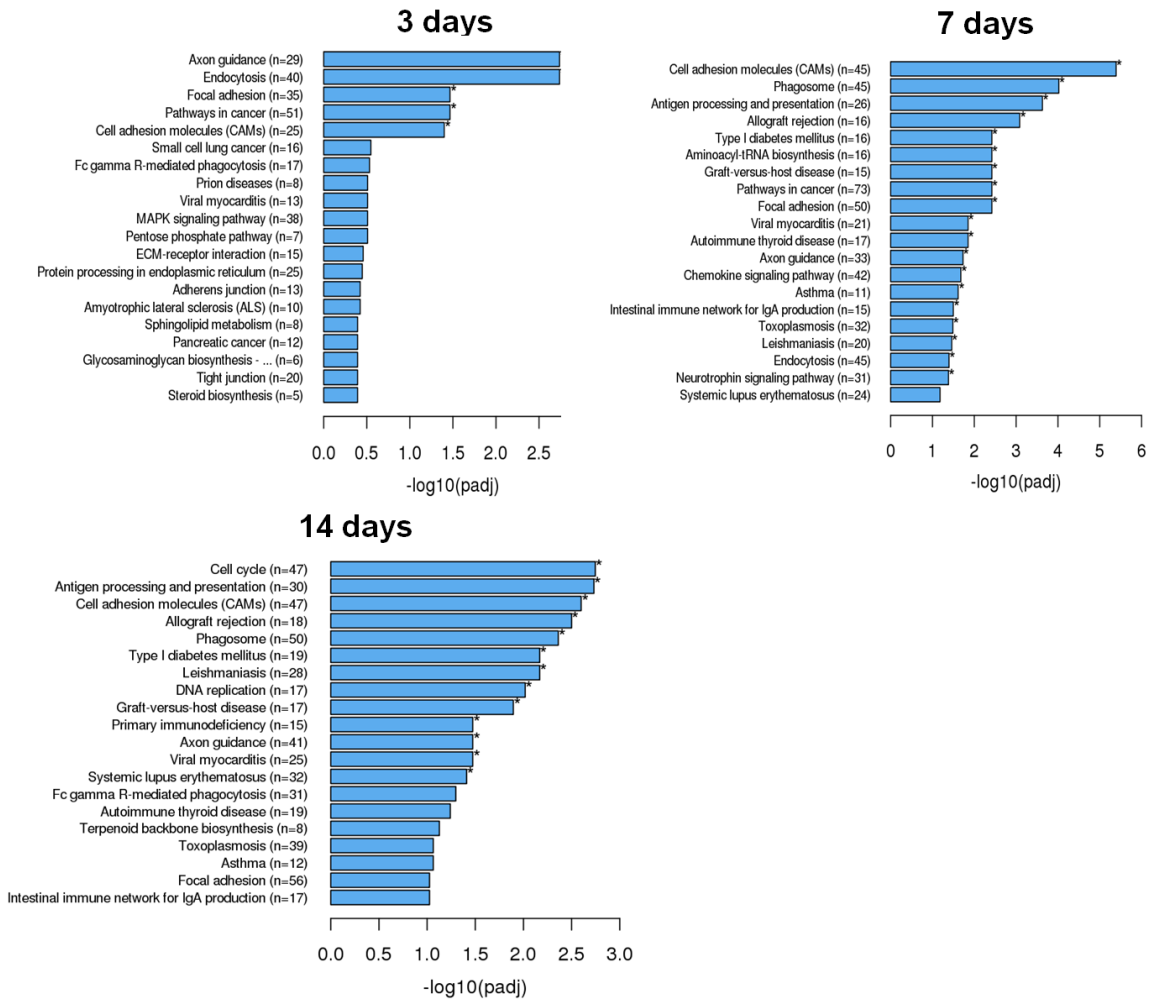 3 days
Axon guidance (n=29)
Endocytosis (n=40)
Focal adhesion (n=35)
*
Pathways in cancer (n=51)
*
Cell adhesion molecules (CAMs) (n=25)
*
Small cell lung cancer (n=16)
Fc gamma R-mediated phagocytosis (n=17)
Prion diseases (n=8)
Viral myocarditis (n=13)
MAPK signaling pathway (n=38)
Pentose phosphate pathway (n=7)
ECM-receptor interaction (n=15)
Protein processing in endoplasmic reticulum (n=25)
Adherens junction (n=13)
Amyotrophic lateral sclerosis (ALS) (n=10)
Sphingolipid metabolism (n=8)
Pancreatic cancer (n=12)
Glycosaminoglycan biosynthesis - ... (n=6)
Tight junction (n=20)
Steroid biosynthesis (n=5)
0.0 0.5 1.0 1.5 2.0 2.5
-log10(padj)
7 days
Cell adhesion molecules (CAMs) (n=45)
*
Phagosome (n=45)
*
Antigen processing and presentation (n=26)
*
Allograft rejection (n=16)
*
Type I diabetes mellitus (n=16)
*
Aminoacyl-tRNA biosynthesis (n=16)
*
Graft-versus-host disease (n=15)
*
Pathways in cancer (n=73)
*
Focal adhesion (n=50)
*
Viral myocarditis (n=21)
*
Autoimmune thyroid disease (n=17)
*
Axon guidance (n=33)
*
Chemokine signaling pathway (n=42)
*
Asthma (n=11)
*
Intestinal immune network for IgA production (n=15)
*
Toxoplasmosis (n=32)
*
Leishmaniasis (n=20)
*
Endocytosis (n=45)
*
Neurotrophin signaling pathway (n=31)
*
Systemic lupus erythematosus (n=24)
0 1 2 3 4 5 6
-log10(padj)
14 days
Cell cycle (n=47)
*
Antigen processing and presentation (n=30)
*
Cell adhesion molecules (CAMs) (n=47)
*
Allograft rejection (n=18)
*
Phagosome (n=50)
*
Type I diabetes mellitus (n=19)
*
Leishmaniasis (n=28)
*
DNA replication (n=17)
*
Graft-versus-host disease (n=17)
*
Primary immunodeficiency (n=15)
*
Axon guidance (n=41)
*
Viral myocarditis (n=25)
*
Systemic lupus erythematosus (n=32)
*
Fc gamma R-mediated phagocytosis (n=31)
Autoimmune thyroid disease (n=19)
Terpenoid backbone biosynthesis (n=8)
Toxoplasmosis (n=39)
Asthma (n=12)
Focal adhesion (n=56)
Intestinal immune network for IgA production (n=17)
0.0 0.5 1.0 1.5 2.0 2.5 3.0
-log10(padj)